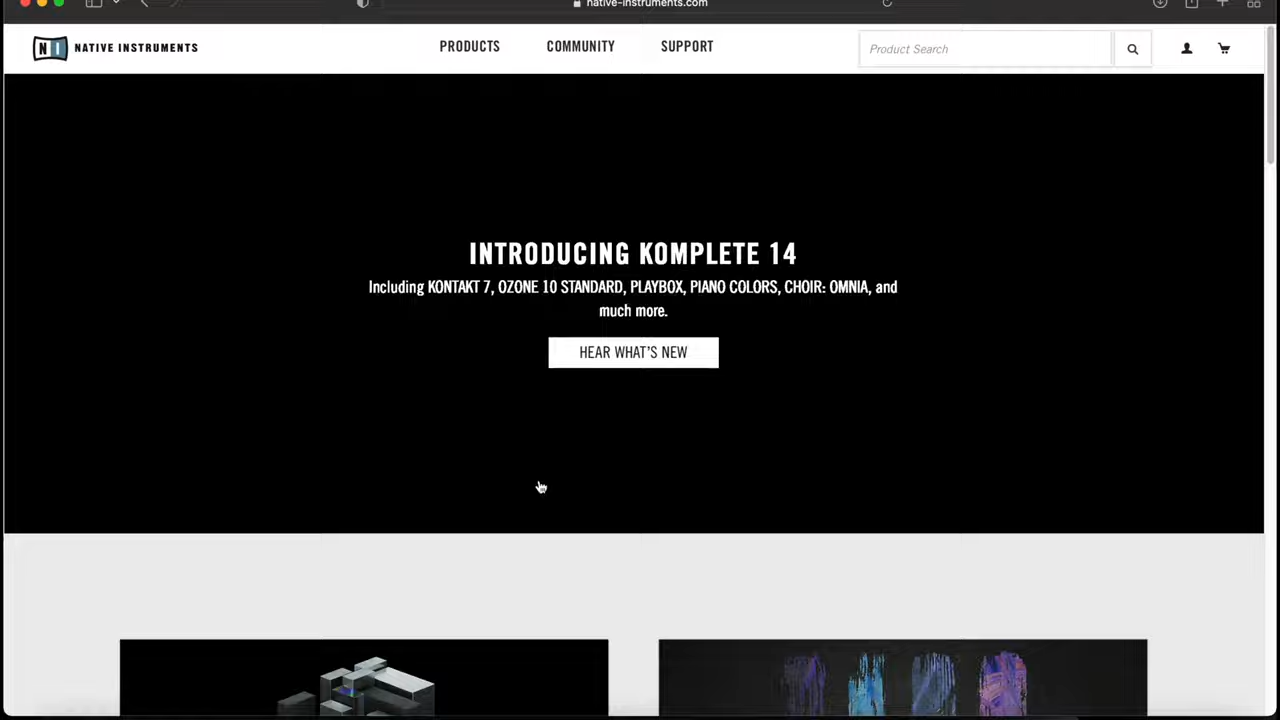 native-instruments.com
NI NATIVE INSTRUMENTS
PRODUCTS
COMMUNITY
SUPPORT
Product Search
INTRODUCING KOMPLETE 14
Including KONTAKT 7, OZONE 10 STANDARD, PLAYBOX, PIANO COLORS, CHOIR: OMNIA, and
much more.
HEAR WHAT'S NEW